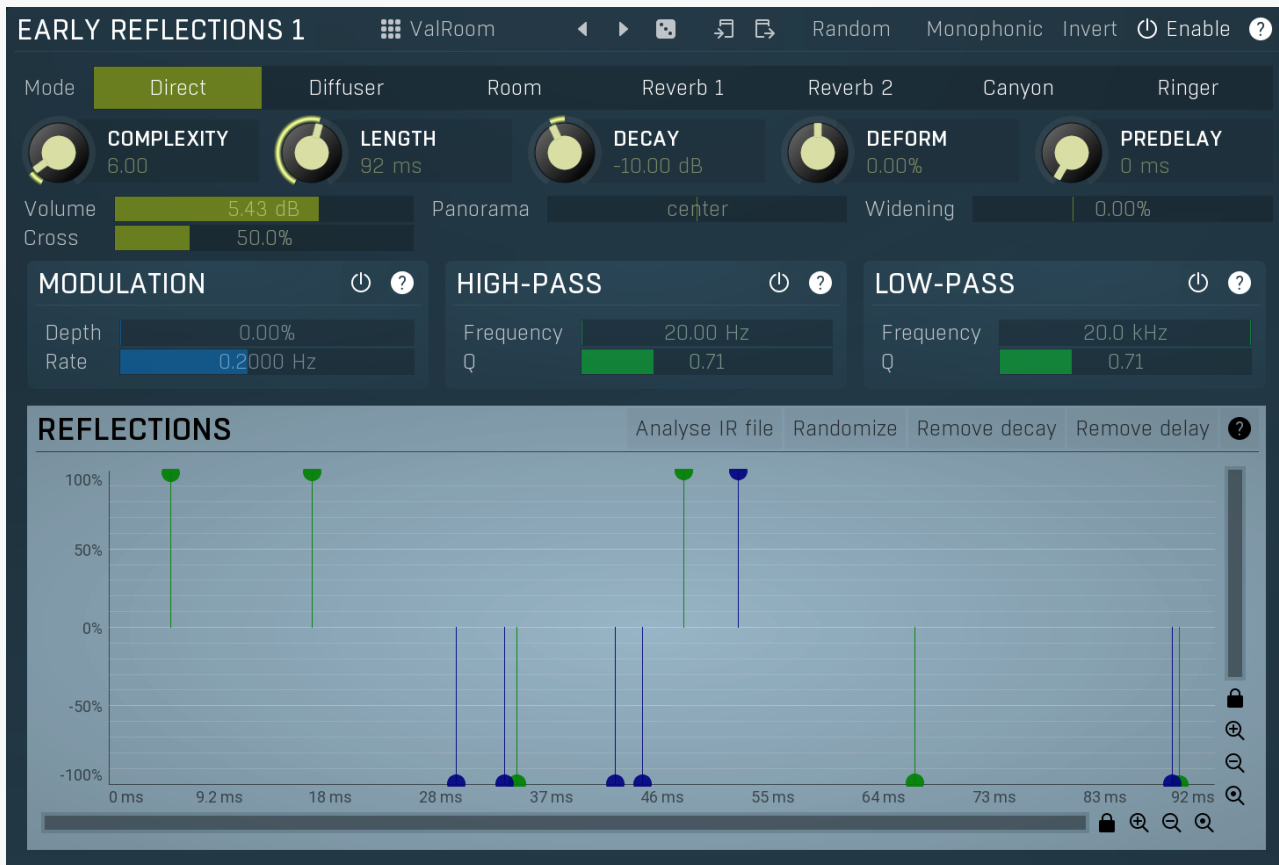 EARLY REFLECTIONS 1 ValRoom Random Monophonic Invert Enable ?
Mode Direct Diffuser Room Reverb 1 Reverb 2 Canyon Ringer
COMPLEXITY LENGTH DECAY DEFORM PREDELAY
6.00 92 ms -10.00 dB 0.00% 0 ms
Volume 5.43 dB Panorama center Widening 0.00%
Cross 50.0%
MODULATION ? HIGH-PASS ? LOW-PASS ?
Depth 0.00% Frequency 20.00 Hz Frequency 20.0 kHz
Rate 0.2000 Hz Q 0.71 Q 0.71
REFLECTIONS Analyse IR file Randomize Remove decay Remove delay ?
100%
50%
0%
-50%
-100%
0 ms 9.2 ms 18 ms 28 ms 37 ms 46 ms 55 ms 64 ms 73 ms 83 ms 92 ms